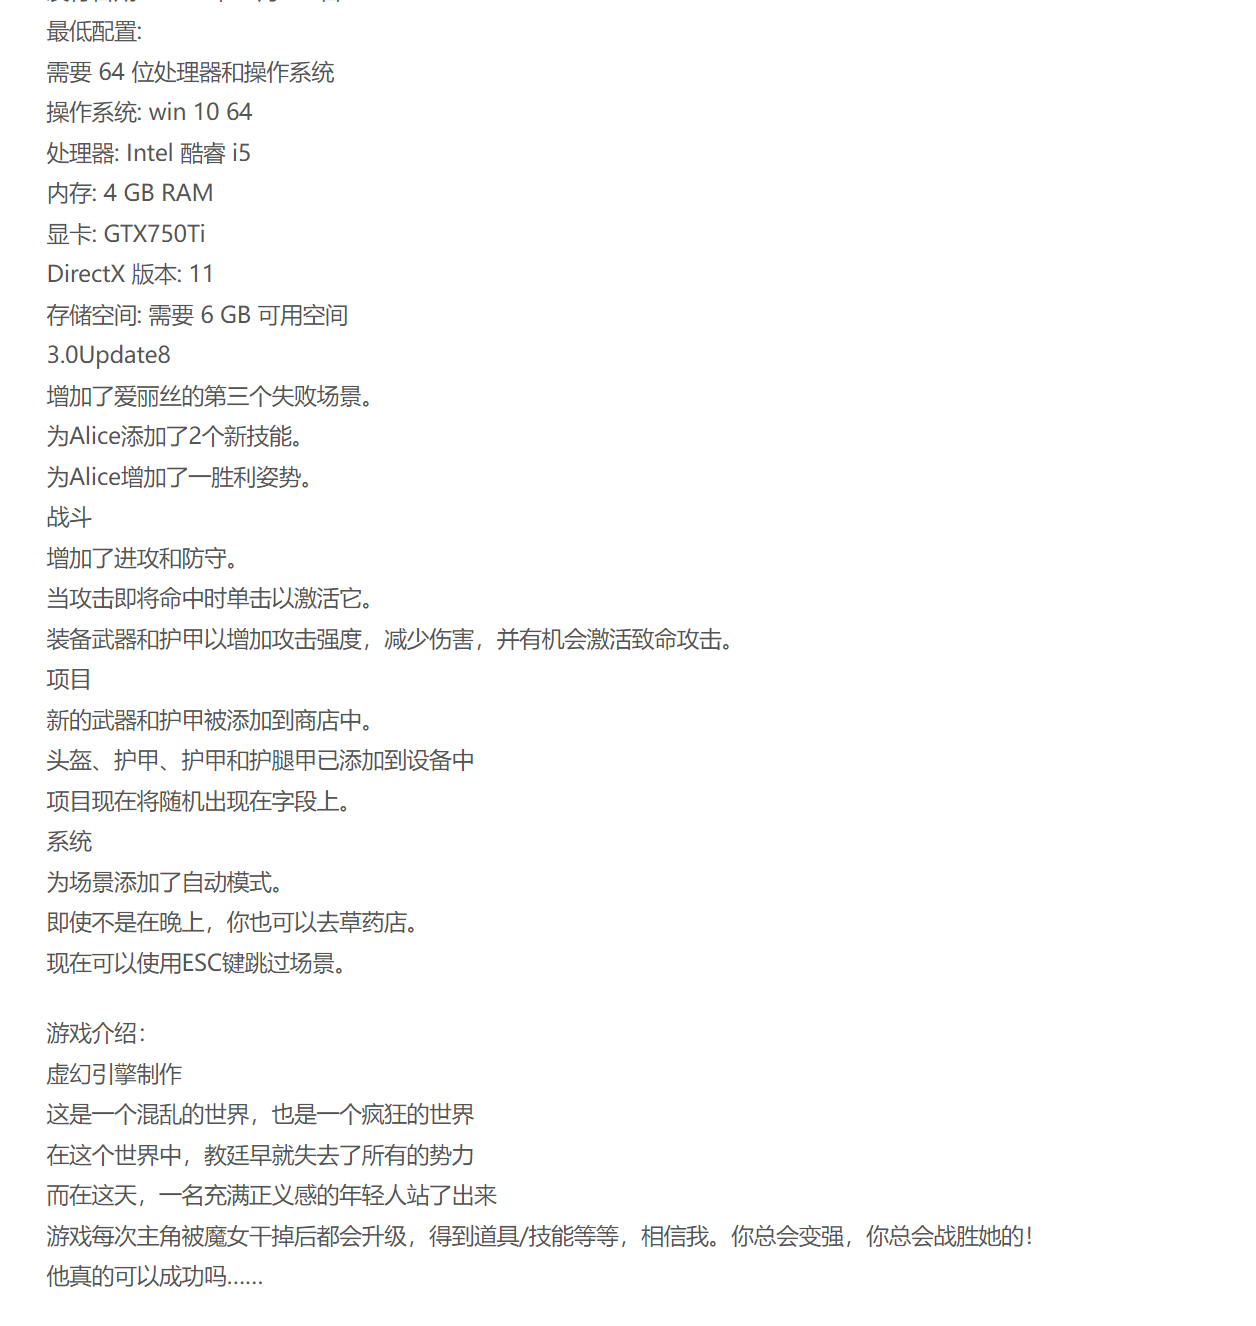 最低配置:
需要 64 位处理器和操作系统
操作系统: win 10 64
处理器: Intel 酷睿 i5
内存: 4 GB RAM
显卡: GTX750Ti
DirectX 版本: 11
存储空间: 需要 6 GB 可用空间
3.0Update8
增加了爱丽丝的第三个失败场景。
为Alice添加了2个新技能。
为Alice增加了一胜利姿势。
战斗
增加了进攻和防守。
当攻击即将命中时单击以激活它。
装备武器和护甲以增加攻击强度，减少伤害，并有机会激活致命攻击。
项目
新的武器和护甲被添加到商店中。
头盔、护甲、护甲和护腿甲已添加到设备中
项目现在将随机出现在字段上。
系统
为场景添加了自动模式。
即使不是在晚上，你也可以去草药店。
现在可以使用ESC键跳过场景。
游戏介绍：
虚幻引擎制作
这是一个混乱的世界，也是一个疯狂的世界
在这个世界中，教廷早就失去了所有的势力
而在这天，一名充满正义感的年轻人站了出来
游戏每次主角被魔女干掉后都会升级，得到道具/技能等等，相信我。你总会变强，你总会战胜她的！
他真的可以成功吗……